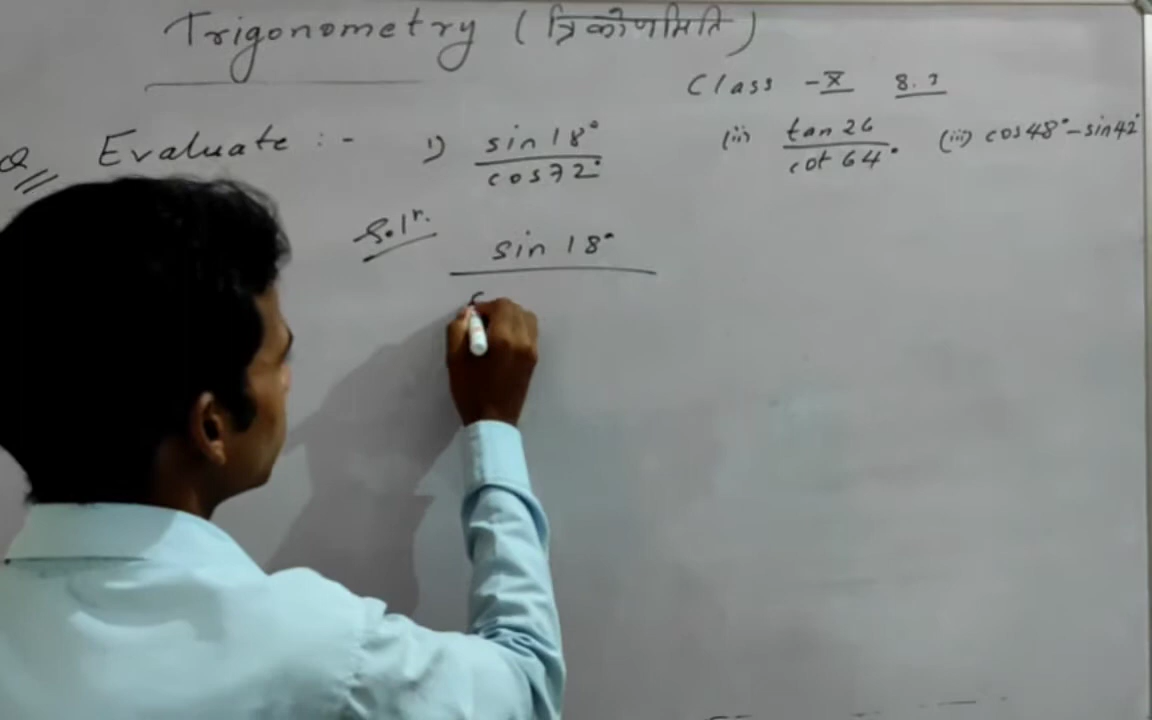 Trigonometry (त्रिकोणमिति)
Class - X 8.3
Q Evaluate :- i) sin 18° / cos 72° (ii) tan 26 / cot 64° (iii) cos 48° - sin 42°
Soln. sin 18°